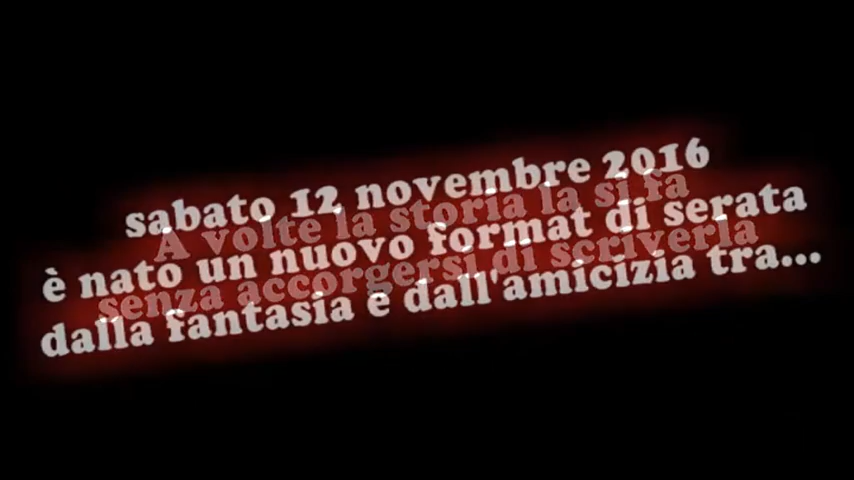 sabato 12 novembre 2016
A volte la storia la si fa
è nato un nuovo format di serata
senza accorgersi di scriverla
dalla fantasia e dall'amicizia tra...